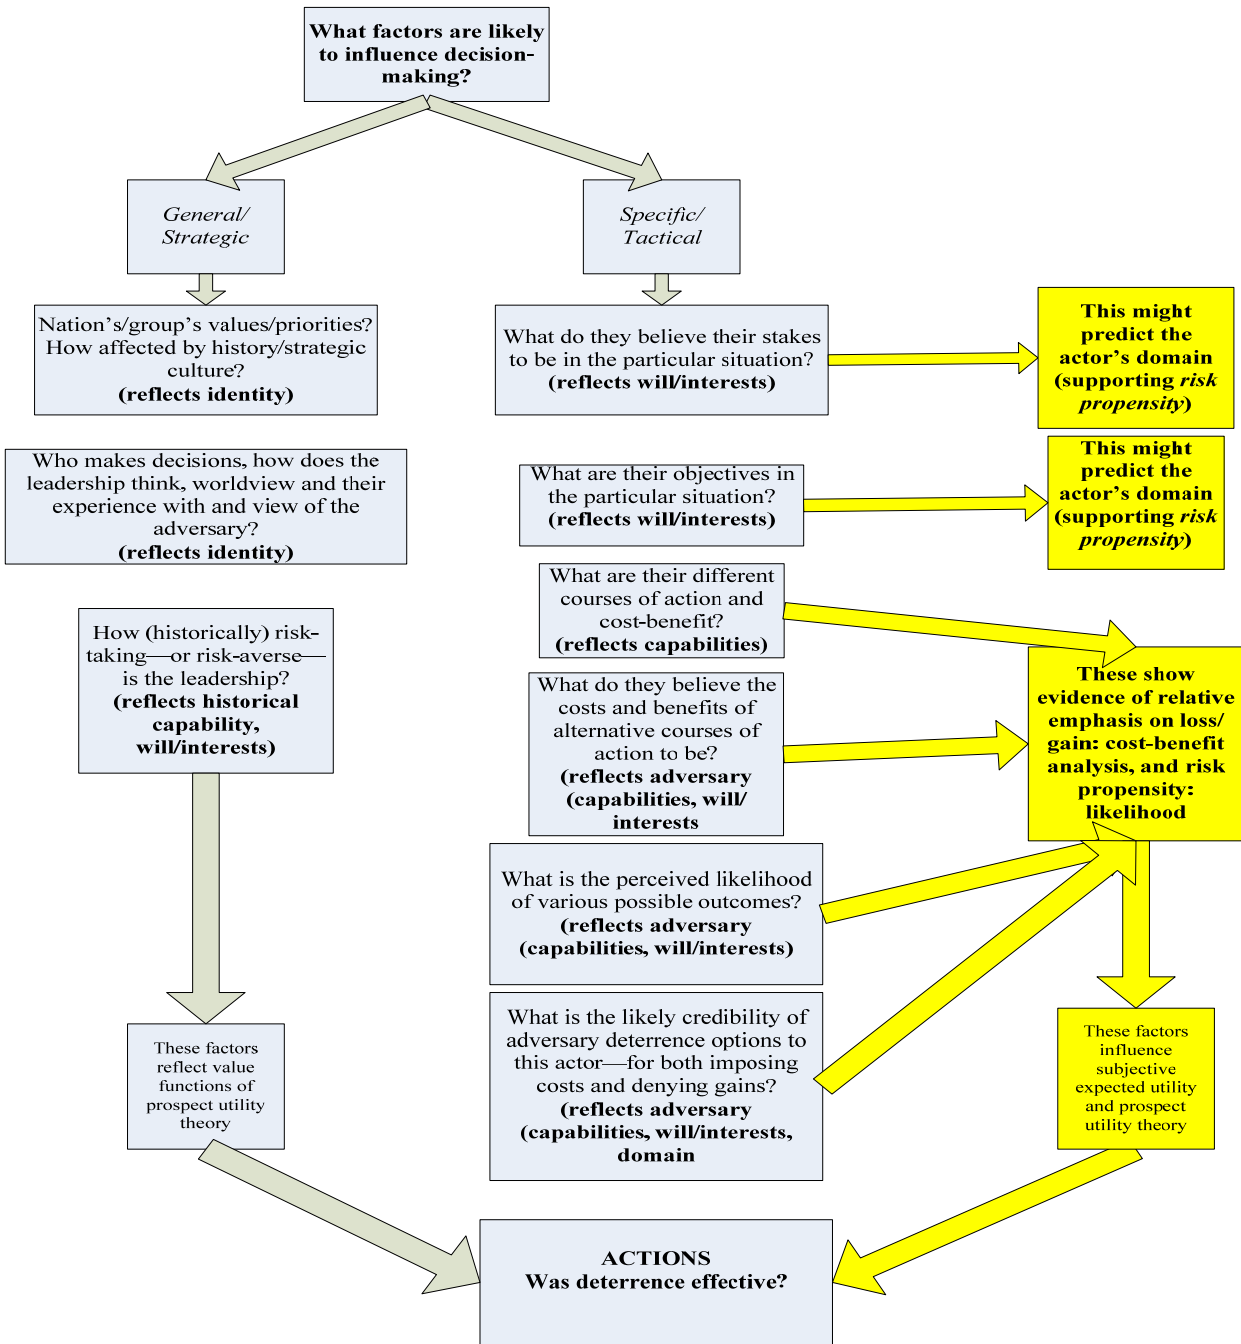 What factors are likely
to influence decision-
making?
General/
Strategic
Specific/
Tactical
Nation's/group's values/priorities?
How affected by history/strategic
culture?
(reflects identity)
What do they believe their stakes
to be in the particular situation?
(reflects will/interests)
This might
predict the
actor's domain
(supporting risk
propensity)
Who makes decisions, how does the
leadership think, worldview and their
experience with and view of the
adversary?
(reflects identity)
What are their objectives in
the particular situation?
(reflects will/interests)
This might
predict the
actor's domain
(supporting risk
propensity)
What are their different
courses of action and
cost-benefit?
(reflects capabilities)
How (historically) risk-
taking—or risk-averse—
is the leadership?
(reflects historical
capability,
will/interests)
What do they believe the
costs and benefits of
alternative courses of
action to be?
(reflects adversary
(capabilities, will/
interests
These show
evidence of relative
emphasis on loss/
gain: cost-benefit
analysis, and risk
propensity:
likelihood
What is the perceived likelihood
of various possible outcomes?
(reflects adversary
(capabilities, will/interests)
What is the likely credibility of
adversary deterrence options to
this actor—for both imposing
costs and denying gains?
(reflects adversary
(capabilities, will/interests,
domain
These factors
reflect value
functions of
prospect utility
theory
These factors
influence
subjective
expected utility
and prospect
utility theory
ACTIONS
Was deterrence effective?